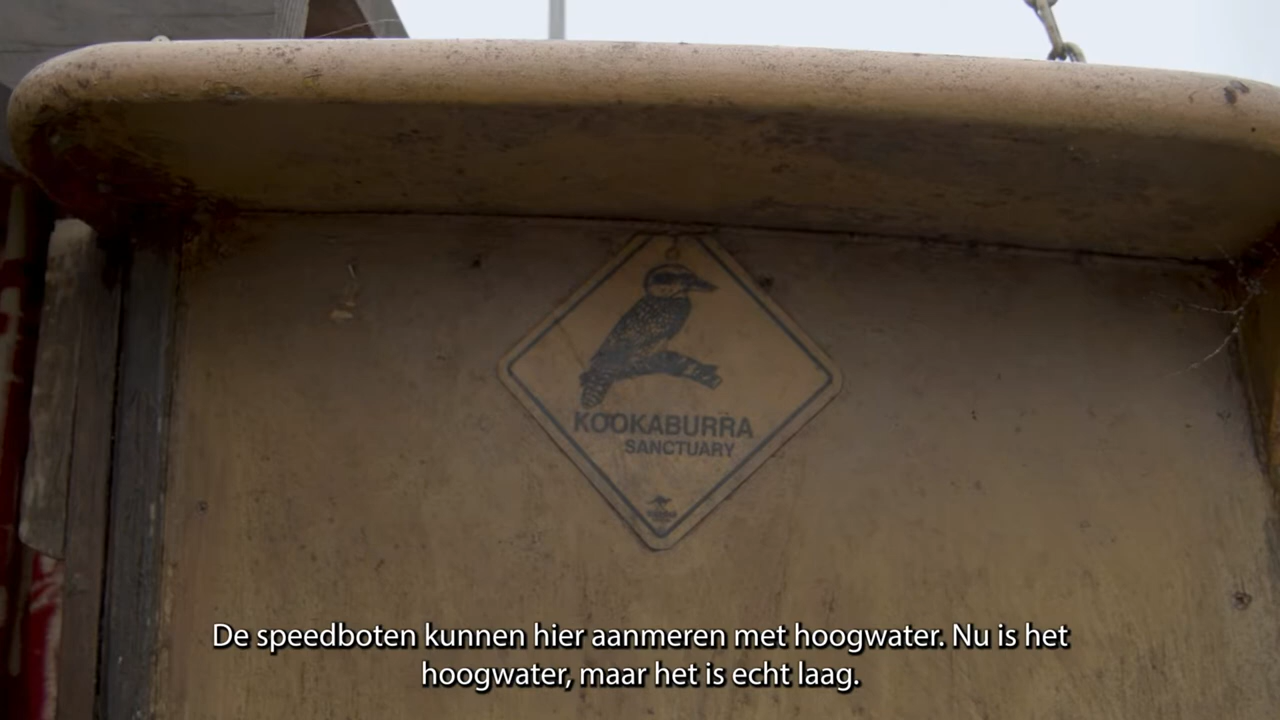 KOOKABURRA
SANCTUARY
De speedboten kunnen hier aanmeren met hoogwater. Nu is het
hoogwater, maar het is echt laag.